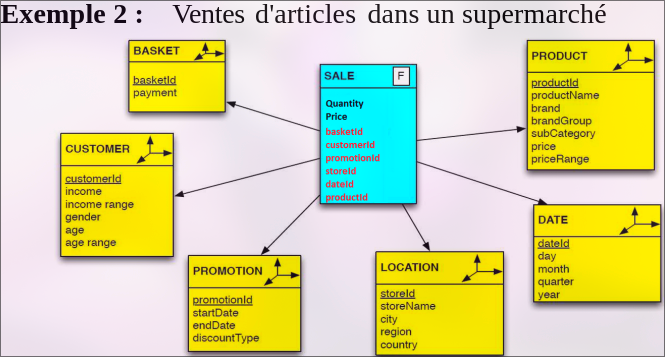 Exemple 2 : Ventes d'articles dans un supermarché
BASKET
basketId
payment
SALE F
Quantity
Price
basketId
customerId
promotionId
storeId
dateId
productId
PRODUCT
productId
productName
brand
brandGroup
subCategory
price
priceRange
CUSTOMER
customerId
income
income range
gender
age
age range
DATE
dateId
day
month
quarter
year
PROMOTION
promotionId
startDate
endDate
discountType
LOCATION
storeId
storeName
city
region
country